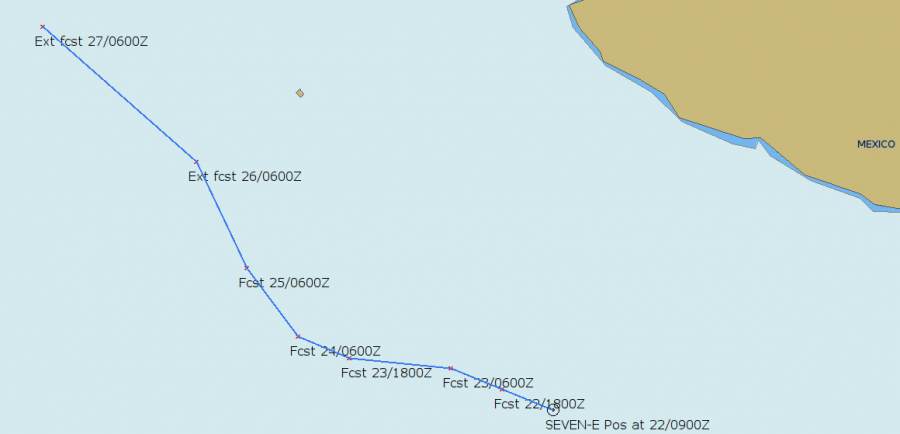 Ext fcst 27/0600Z
MEXICO
Ext fcst 26/0600Z
Fcst 25/0600Z
Fcst 24/0600Z
Fcst 23/1800Z
Fcst 23/0600Z
Fcst 22/1800Z
SEVEN-E Pos at 22/0900Z